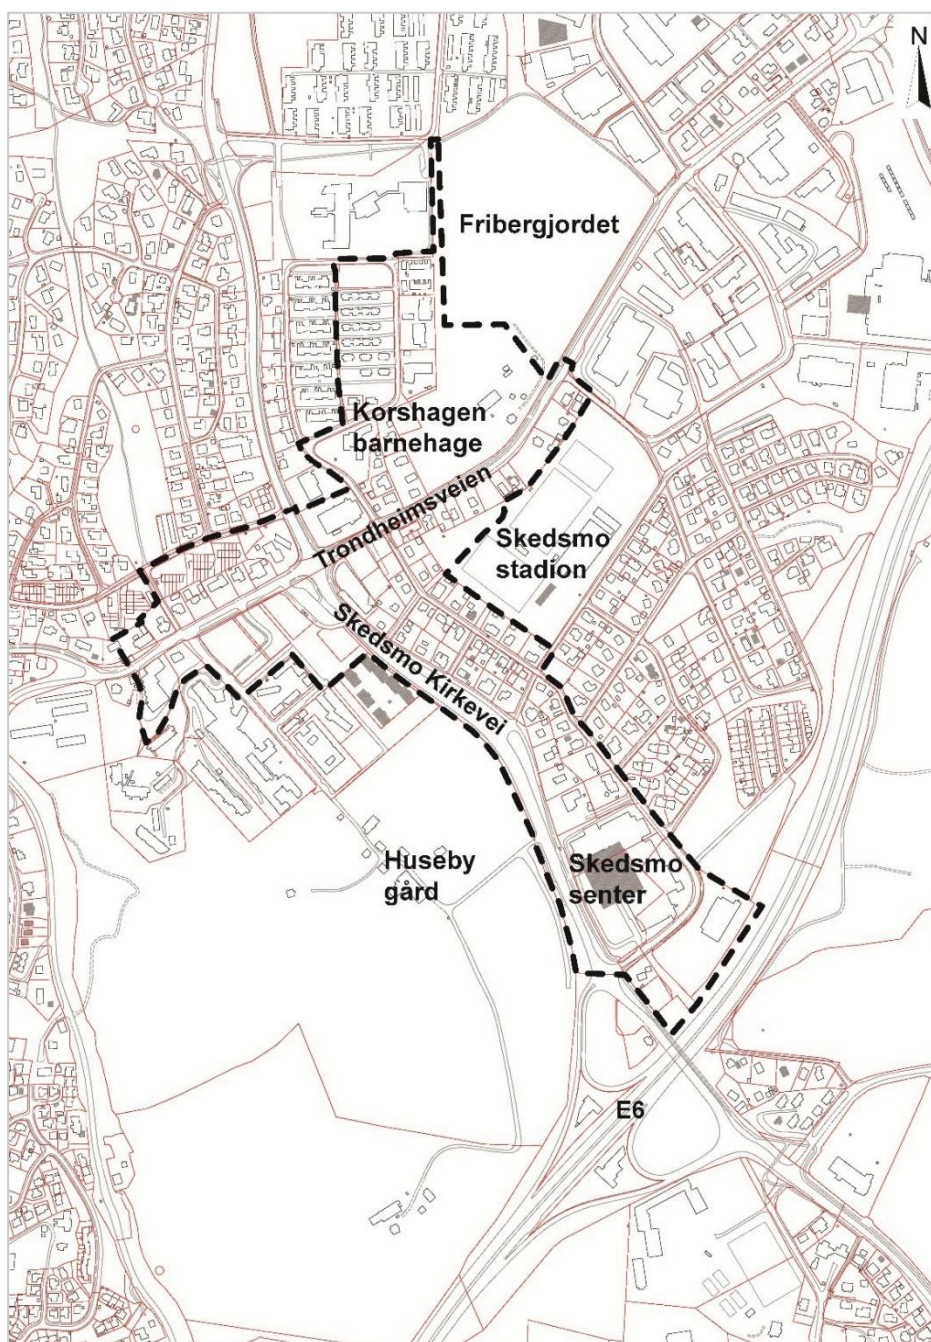 N
Fribergjordet
Korshagen
barnehage
Trondheimsveien
Skedsmo
stadion
Skedsmo Kirkevei
Huseby
gård
Skedsmo
senter
E6